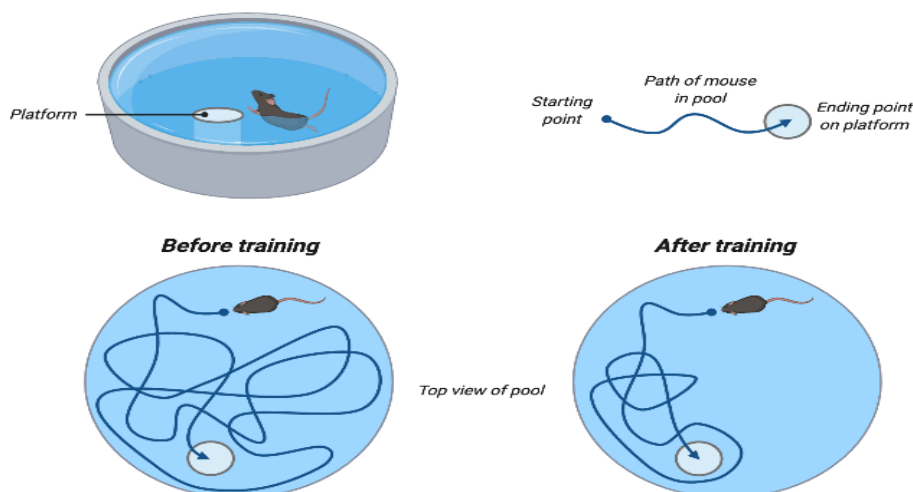 Platform
Starting
point
Path of mouse
in pool
Ending point
on platform
Before training
After training
Top view of pool